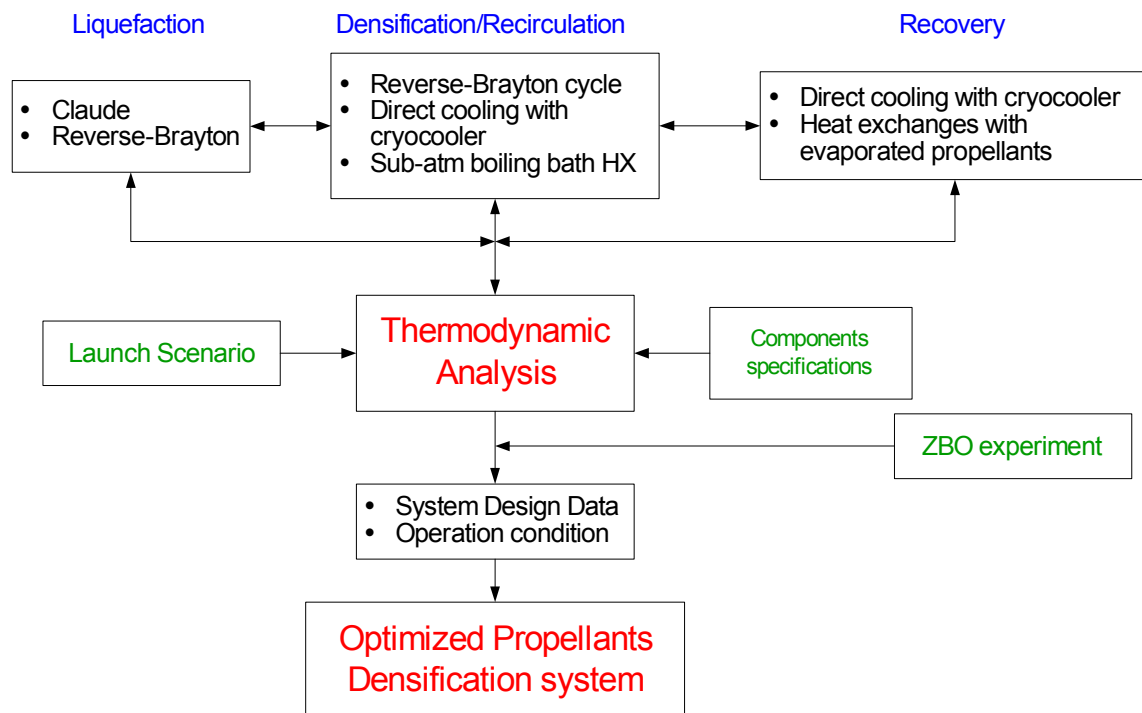 Liquefaction
Densification/Recirculation
Recovery
• Claude
• Reverse-Brayton
• Reverse-Brayton cycle
• Direct cooling with
cryocooler
• Sub-atm boiling bath HX
• Direct cooling with cryocooler
• Heat exchanges with
evaporated propellants
Launch Scenario
Thermodynamic
Analysis
Components
specifications
ZBO experiment
• System Design Data
• Operation condition
Optimized Propellants
Densification system